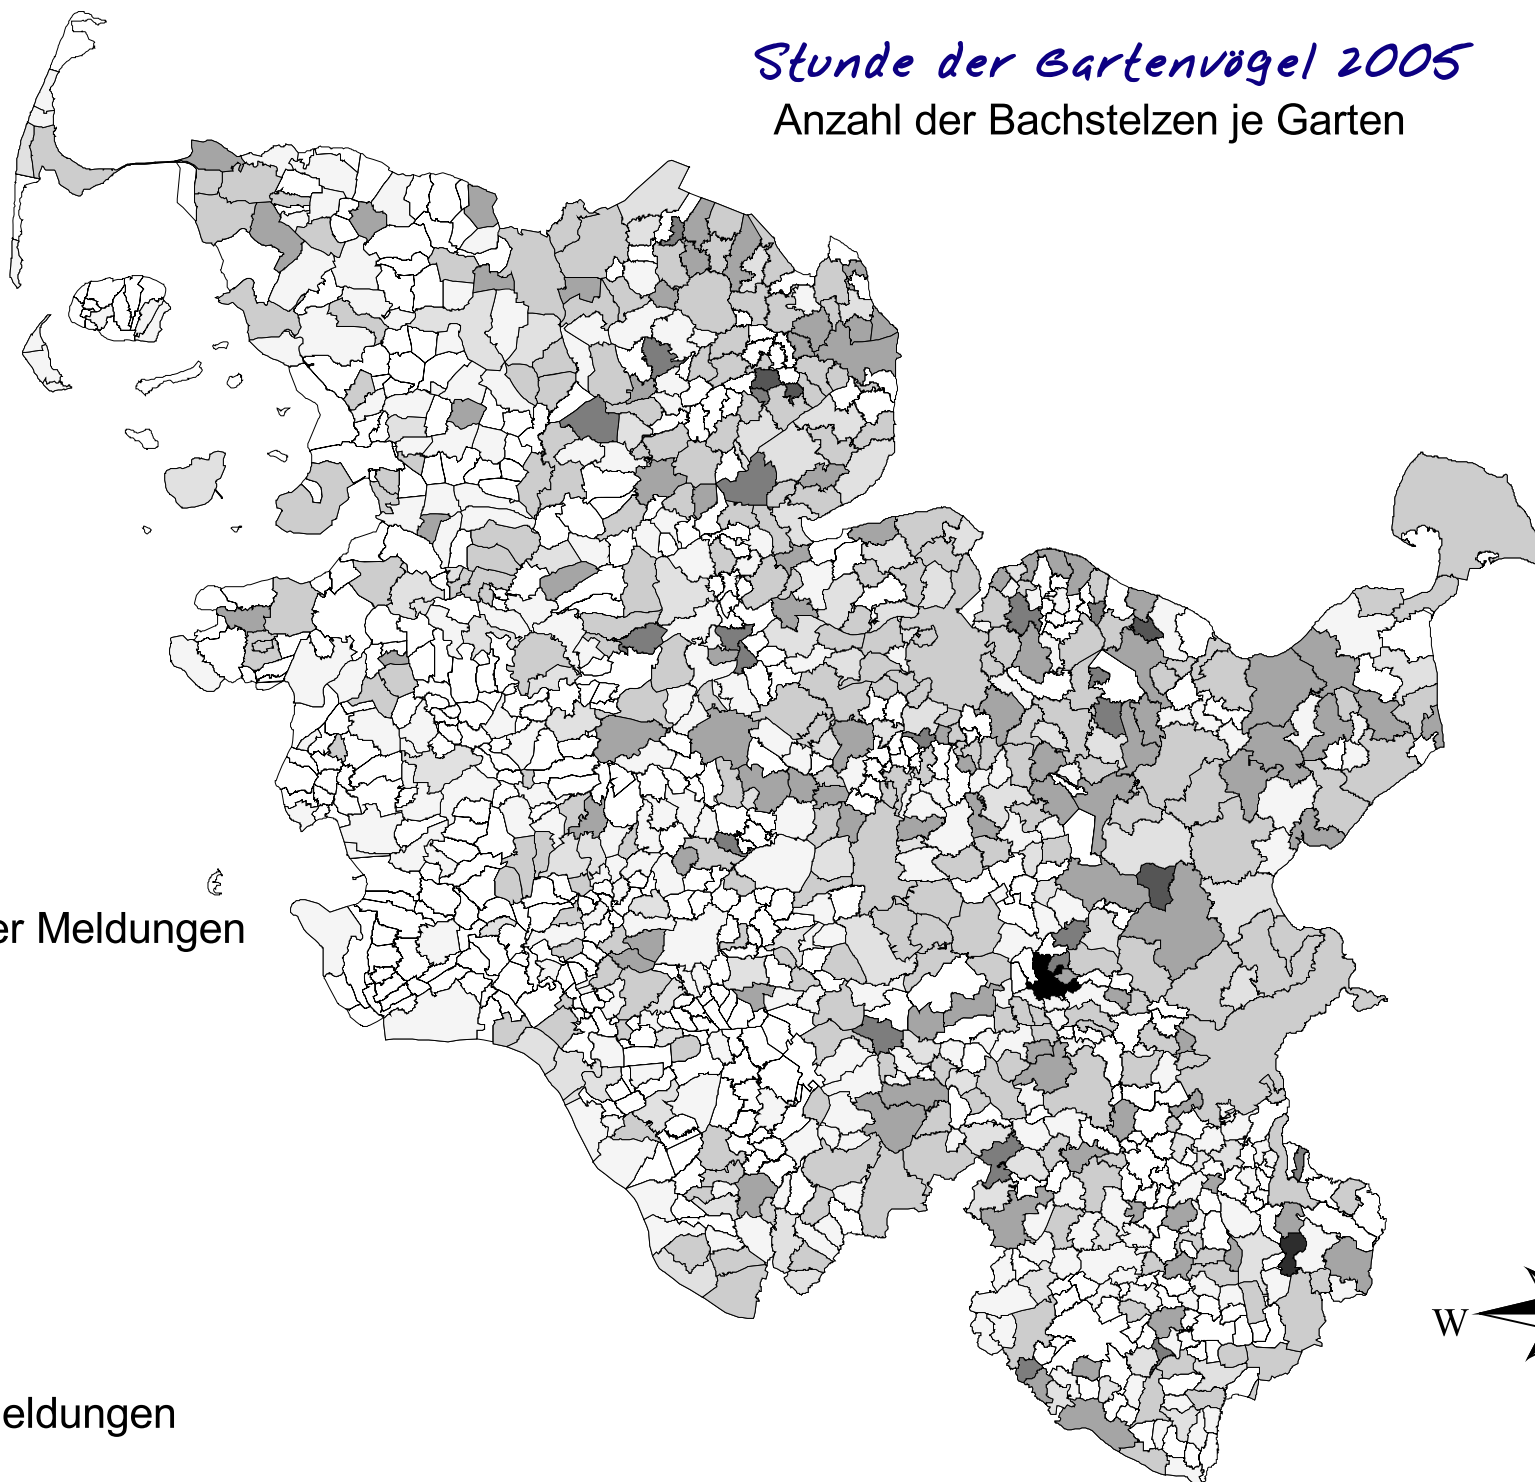 Stunde der Gartenvögel 2005
Anzahl der Bachstelzen je Garten
er Meldungen
W
eldungen